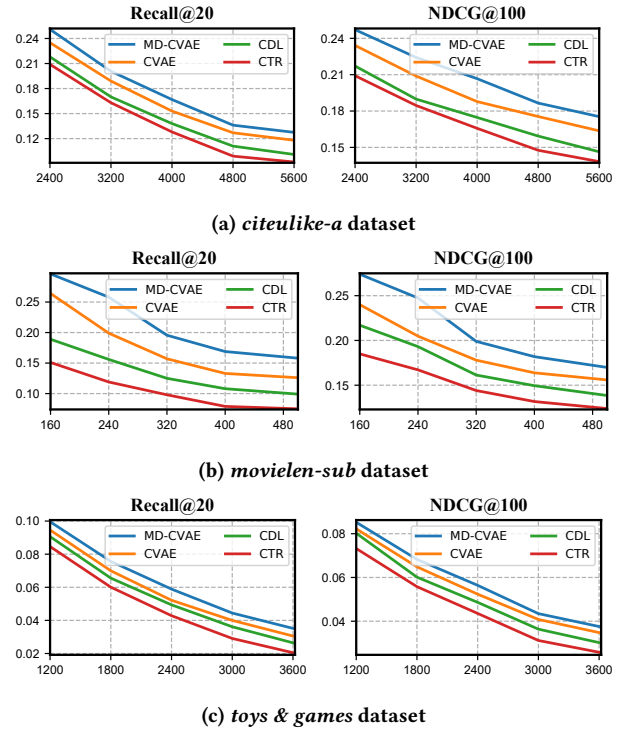 Recall@20
NDCG@100
0.24
0.21
0.18
0.15
0.12
MD-CVAE
CVAE
CDL
CTR
2400 3200 4000 4800 5600
0.24
0.21
0.18
0.15
MD-CVAE
CVAE
CDL
CTR
2400 3200 4000 4800 5600
(a) citeulike-a dataset
Recall@20
NDCG@100
0.25
0.20
0.15
0.10
MD-CVAE
CVAE
CDL
CTR
160 240 320 400 480
0.25
0.20
0.15
MD-CVAE
CVAE
CDL
CTR
160 240 320 400 480
(b) movielen-sub dataset
Recall@20
NDCG@100
0.10
0.08
0.06
0.04
0.02
MD-CVAE
CVAE
CDL
CTR
1200 1800 2400 3000 3600
0.08
0.06
0.04
MD-CVAE
CVAE
CDL
CTR
1200 1800 2400 3000 3600
(c) toys & games dataset